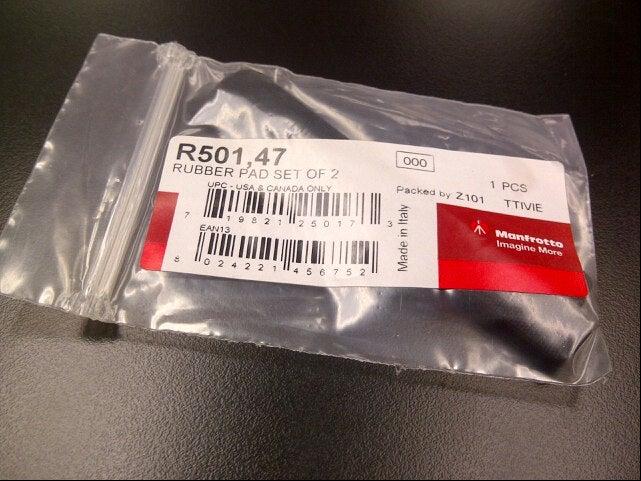 R501,47
RUBBER PAD SET OF 2
000
1 PCS
Packed by Z101 TTIVIE
UPC - USA & CANADA ONLY
7 19821 25017 3
EAN13
8 024221 456752
Made in Italy
Manfrotto
Imagine More